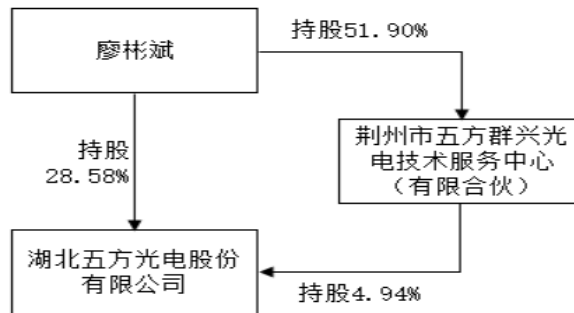 持股51.90%
廖彬斌
荆州市五方群兴光
电技术服务中心
（有限合伙）
持股
28.58%
湖北五方光电股份
有限公司
持股4.94%